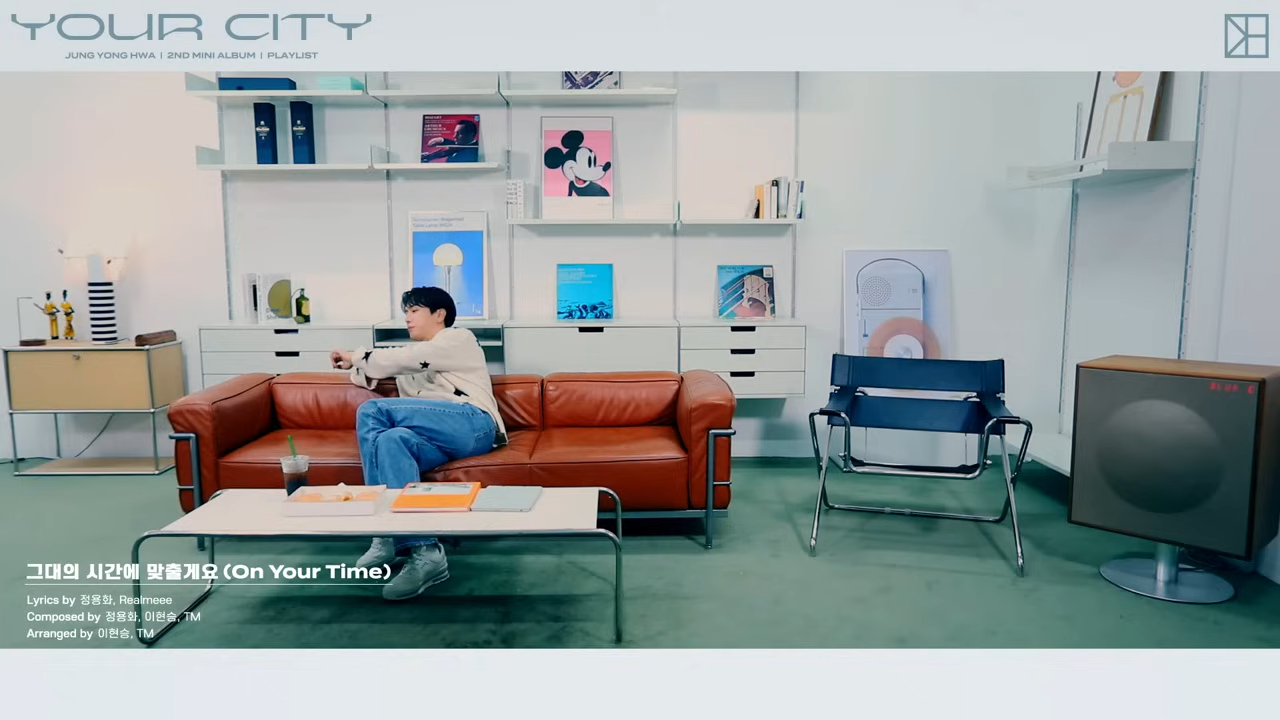 YOUR CITY
JUNG YONG HWA | 2ND MINI ALBUM | PLAYLIST
MOZART
그대의 시간에 맞출게요 (On Your Time)
Lyrics by 정용화, Realmeee
Composed by 정용화, 이현승, TM
Arranged by 이현승, TM